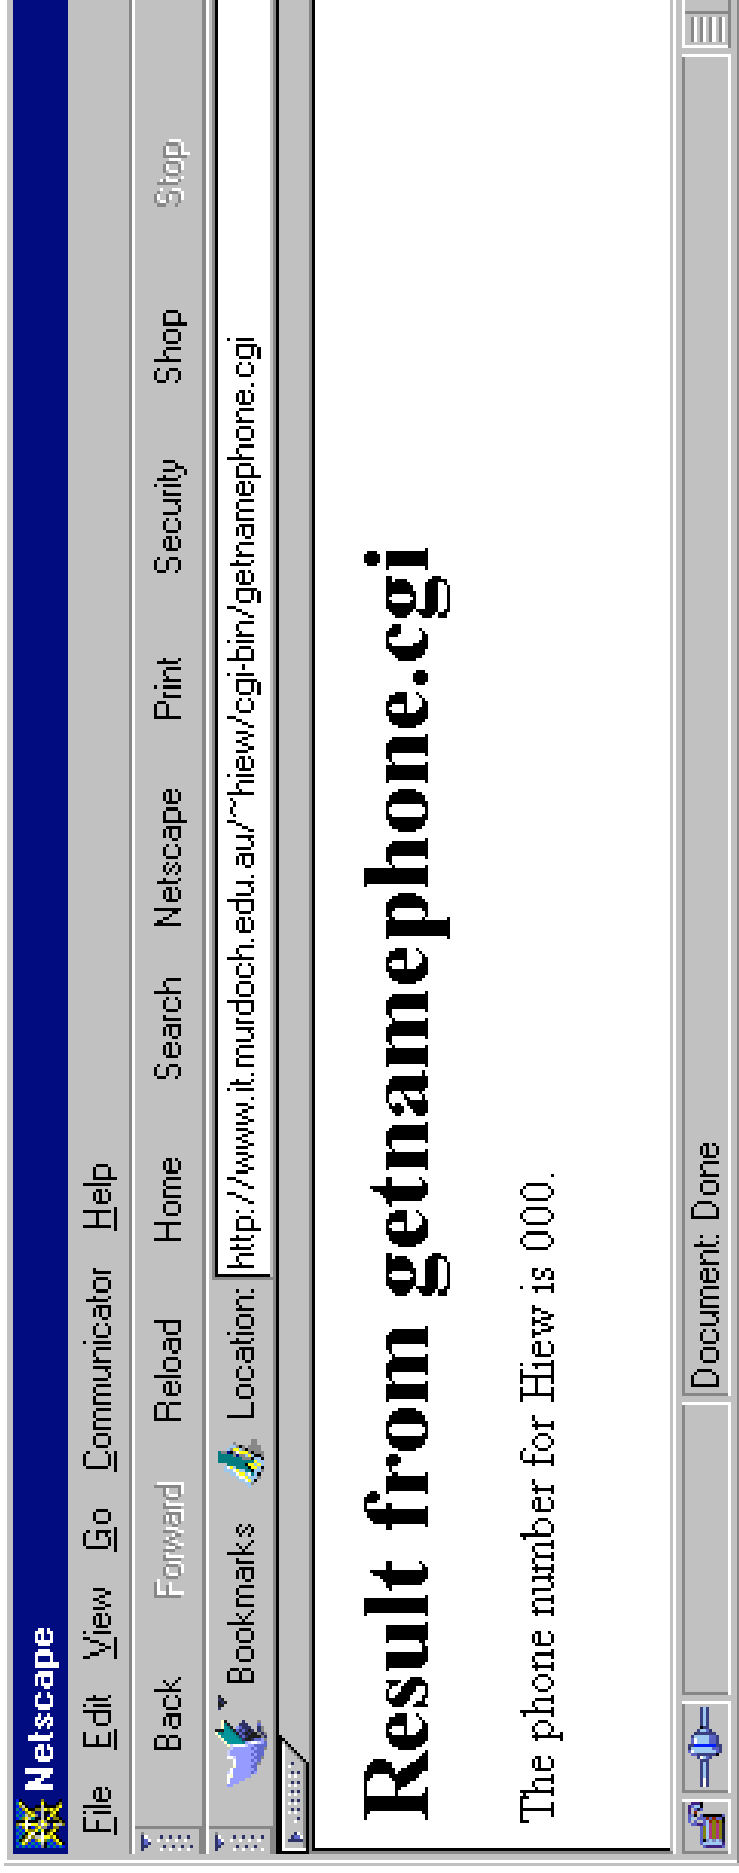 Netscape
File Edit View Go Communicator Help
Back Forward Reload Home Search Netscape Print Security Shop Stop
Bookmarks Location: http://www.it.murdoch.edu.au/~hiew/cgi-bin/getnamephone.cgi
Result from getnamephone.cgi
The phone number for Hiew is 000.
Document: Done